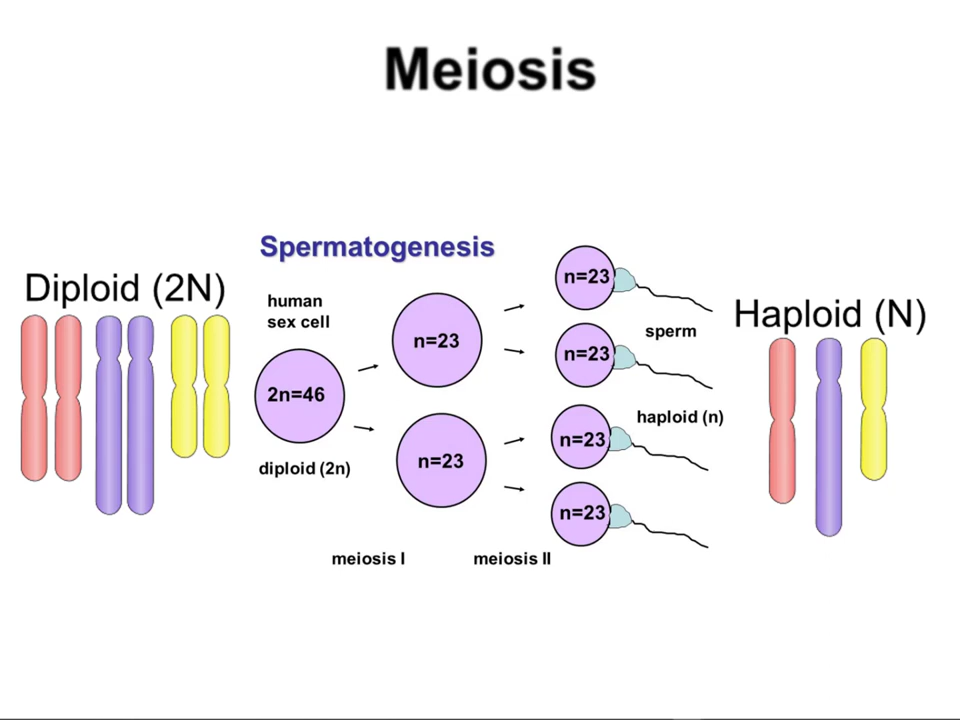 Meiosis
Spermatogenesis
Diploid (2N)
human
sex cell
2n=46
diploid (2n)
n=23
n=23
meiosis I
meiosis II
n=23
n=23
sperm
haploid (n)
n=23
n=23
Haploid (N)